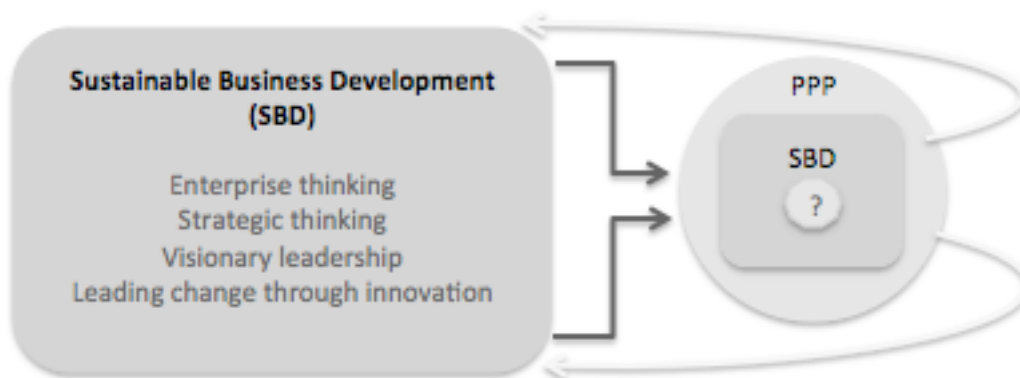 Sustainable Business Development
(SBD)
Enterprise thinking
Strategic thinking
Visionary leadership
Leading change through innovation
PPP
SBD
?